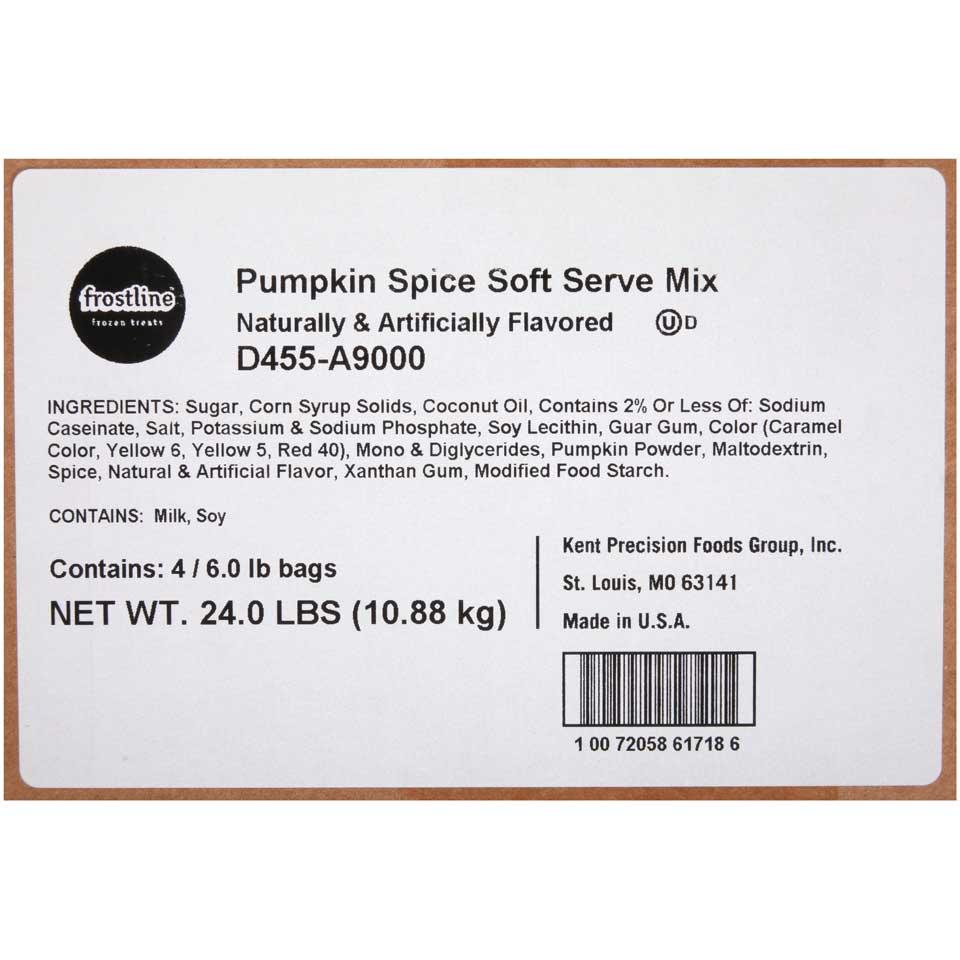 frostline
frozen treats
Pumpkin Spice Soft Serve Mix
Naturally & Artificially Flavored U D
D455-A9000
INGREDIENTS: Sugar, Corn Syrup Solids, Coconut Oil, Contains 2% Or Less Of: Sodium
Caseinate, Salt, Potassium & Sodium Phosphate, Soy Lecithin, Guar Gum, Color (Caramel
Color, Yellow 6, Yellow 5, Red 40), Mono & Diglycerides, Pumpkin Powder, Maltodextrin,
Spice, Natural & Artificial Flavor, Xanthan Gum, Modified Food Starch.
CONTAINS: Milk, Soy
Contains: 4 / 6.0 lb bags
NET WT. 24.0 LBS (10.88 kg)
Kent Precision Foods Group, Inc.
St. Louis, MO 63141
Made in U.S.A.
1 00 72058 61718 6